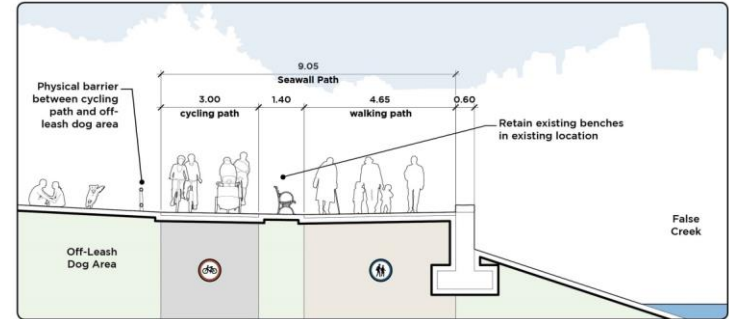 9.05
Seawall Path
3.00
cycling path
1.40
4.65
walking path
0.60
Physical barrier
between cycling
path and off-
leash dog area
Retain existing benches
in existing location
Off-Leash
Dog Area
False
Creek